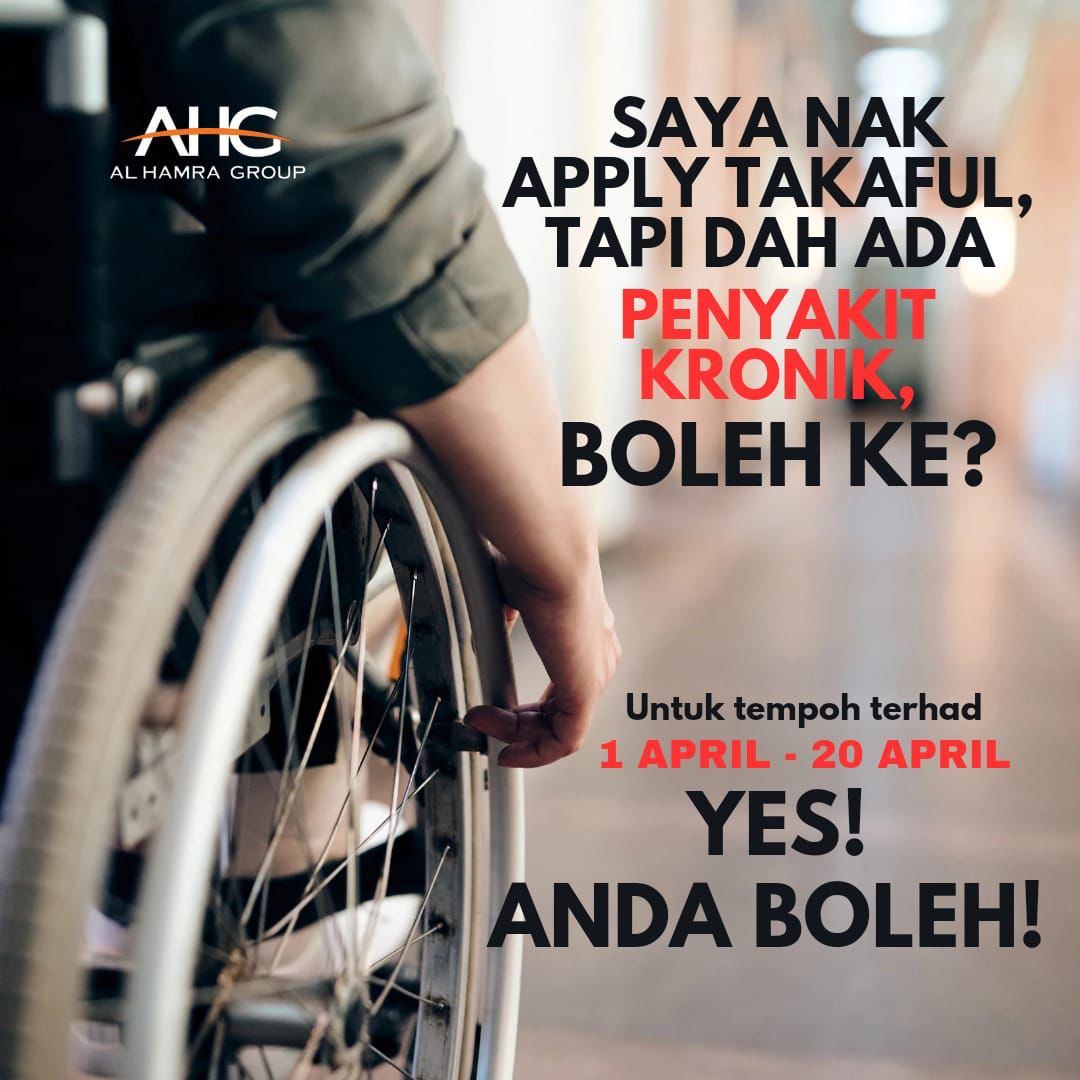 AHG
AL HAMRA GROUP
SAYA NAK
APPLY TAKAFUL,
TAPI DAH ADA
PENYAKIT
KRONIK,
BOLEH KE?
Untuk tempoh terhad
1 APRIL - 20 APRIL
YES!
ANDA BOLEH!